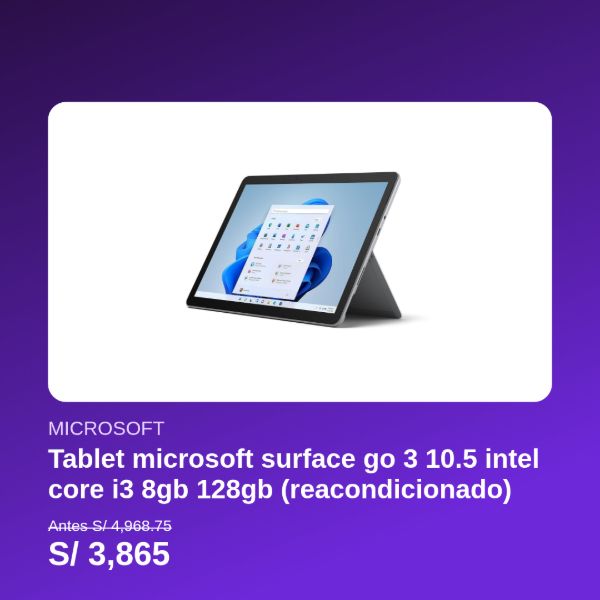 MICROSOFT
Tablet microsoft surface go 3 10.5 intel
core i3 8gb 128gb (reacondicionado)
Antes S/ 4,968.75
S/ 3,865